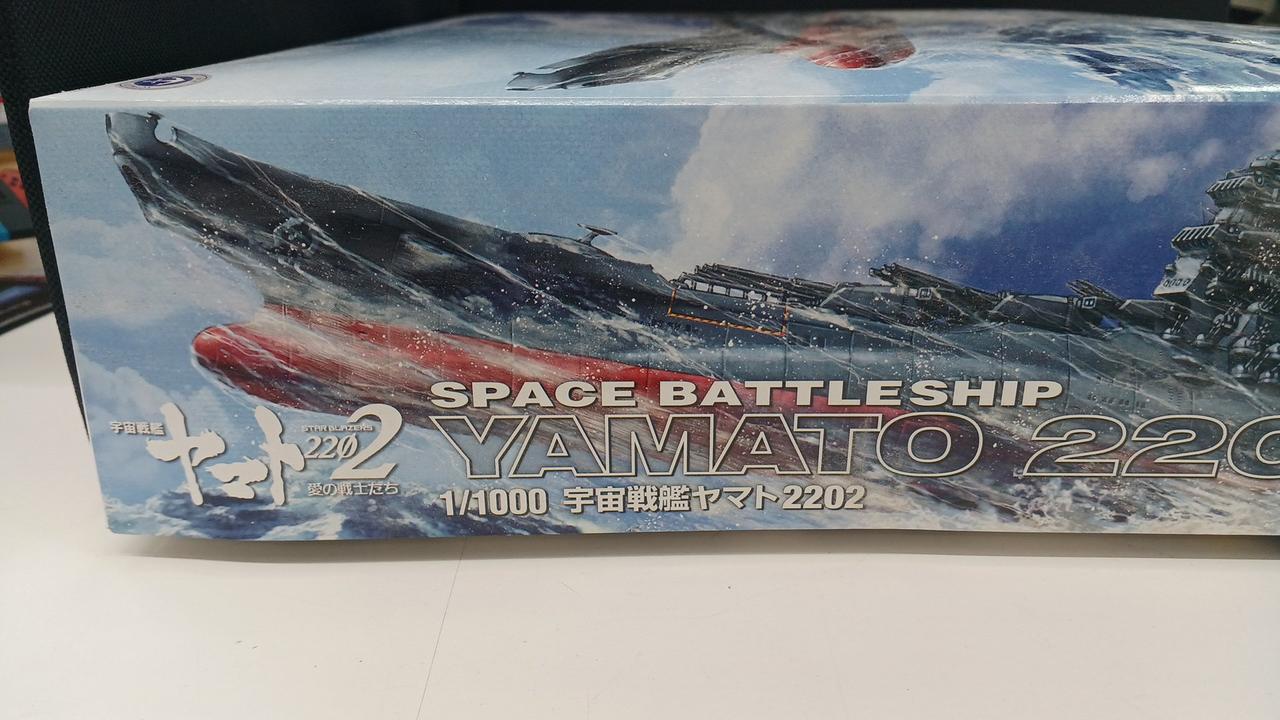 宇宙戦艦
ヤマト
STAR BLAZERS
2202
愛の戦士たち
SPACE BATTLESHIP
YAMATO 220
1/1000 宇宙戦艦ヤマト2202